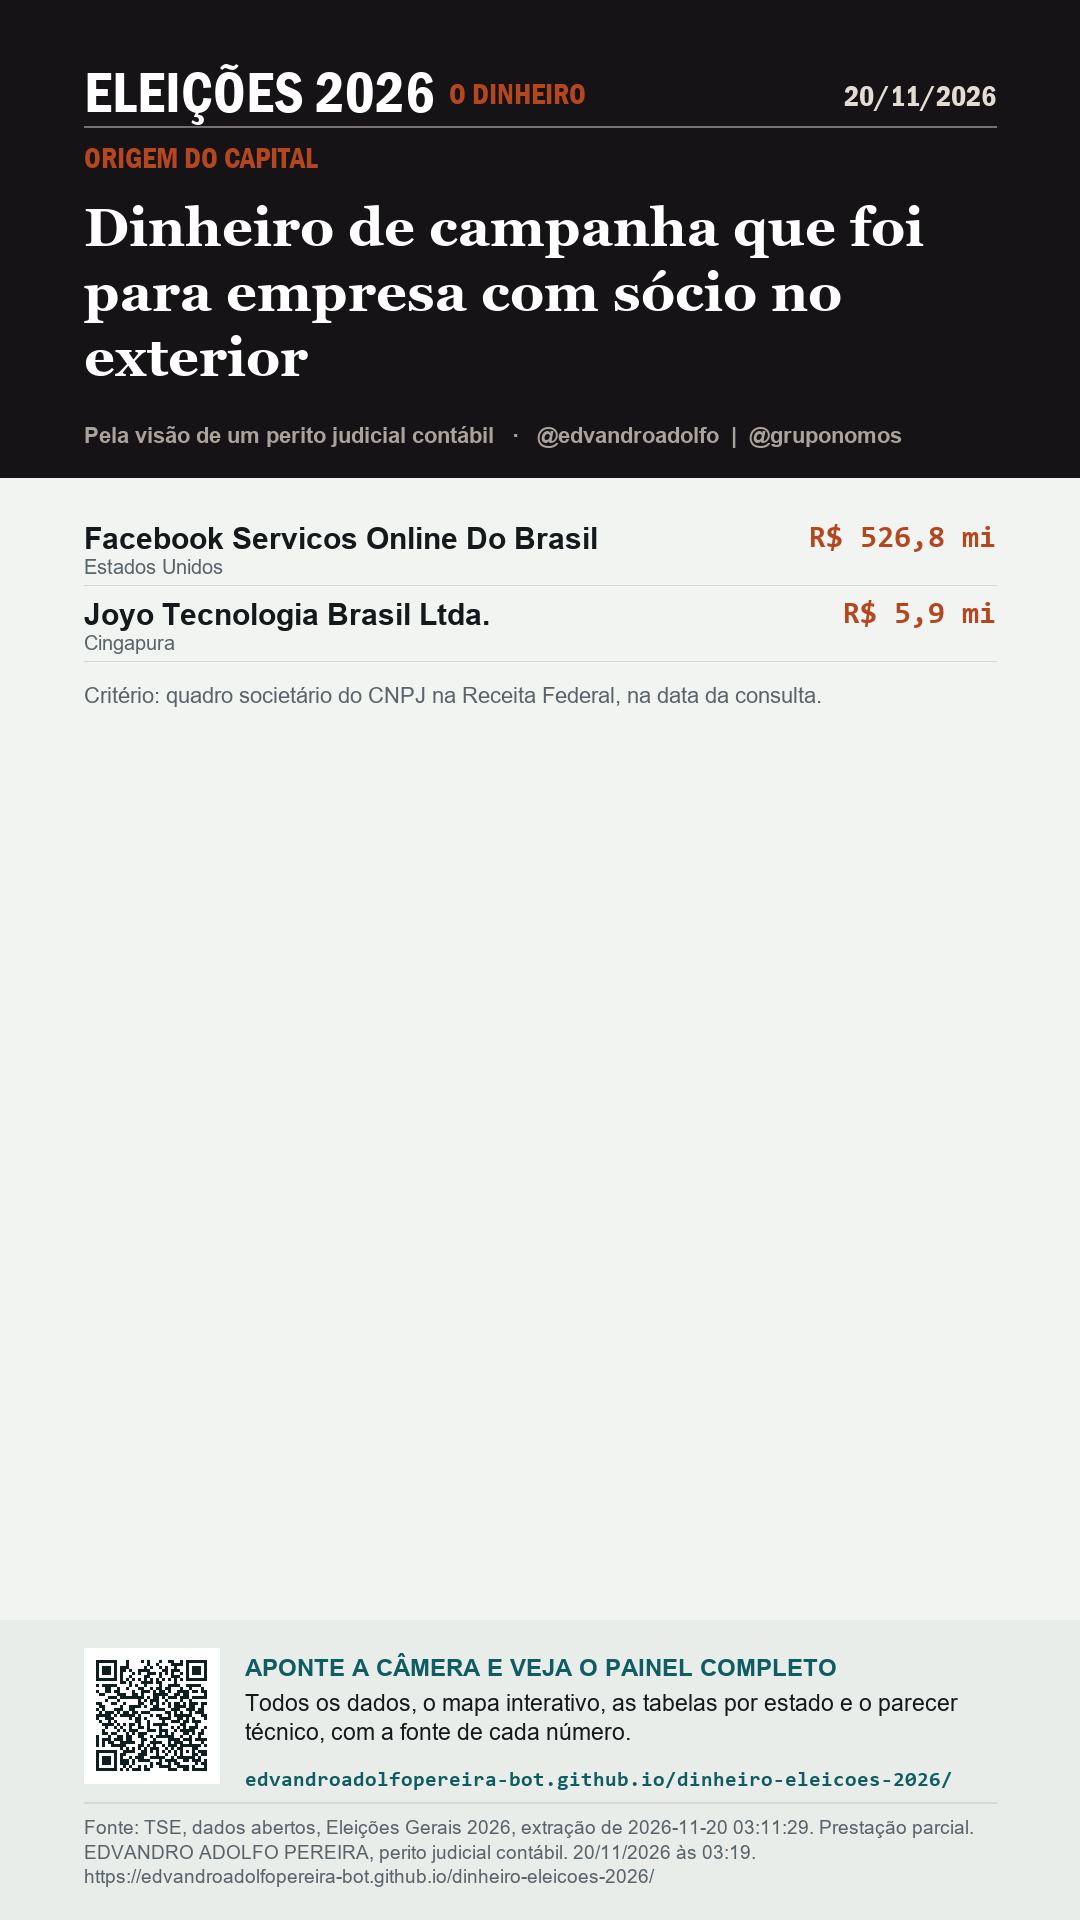 ELEIÇÕES 2026 O DINHEIRO 20/11/2026
ORIGEM DO CAPITAL
Dinheiro de campanha que foi
para empresa com sócio no
exterior
Pela visão de um perito judicial contábil · @edvandroadolfo | @gruponomos
Facebook Servicos Online Do Brasil R$ 526,8 mi
Estados Unidos
Joyo Tecnologia Brasil Ltda. R$ 5,9 mi
Cingapura
Critério: quadro societário do CNPJ na Receita Federal, na data da consulta.
APONTE A CÂMERA E VEJA O PAINEL COMPLETO
Todos os dados, o mapa interativo, as tabelas por estado e o parecer
técnico, com a fonte de cada número.
edvandroadolfopereira-bot.github.io/dinheiro-eleicoes-2026/
Fonte: TSE, dados abertos, Eleições Gerais 2026, extração de 2026-11-20 03:11:29. Prestação parcial.
EDVANDRO ADOLFO PEREIRA, perito judicial contábil. 20/11/2026 às 03:19.
https://edvandroadolfopereira-bot.github.io/dinheiro-eleicoes-2026/